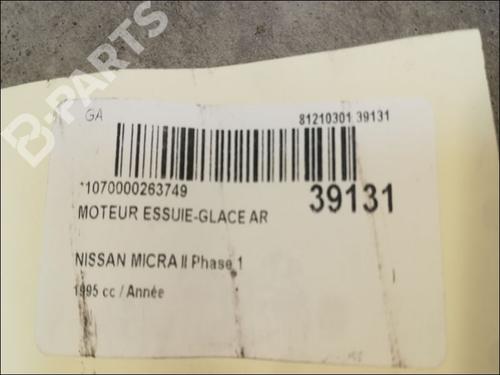 B-PARTS
GA
81210301 39131
*1070000263749
39131
MOTEUR ESSUIE-GLACE AR
NISSAN MICRA II Phase 1
1995 cc / Année